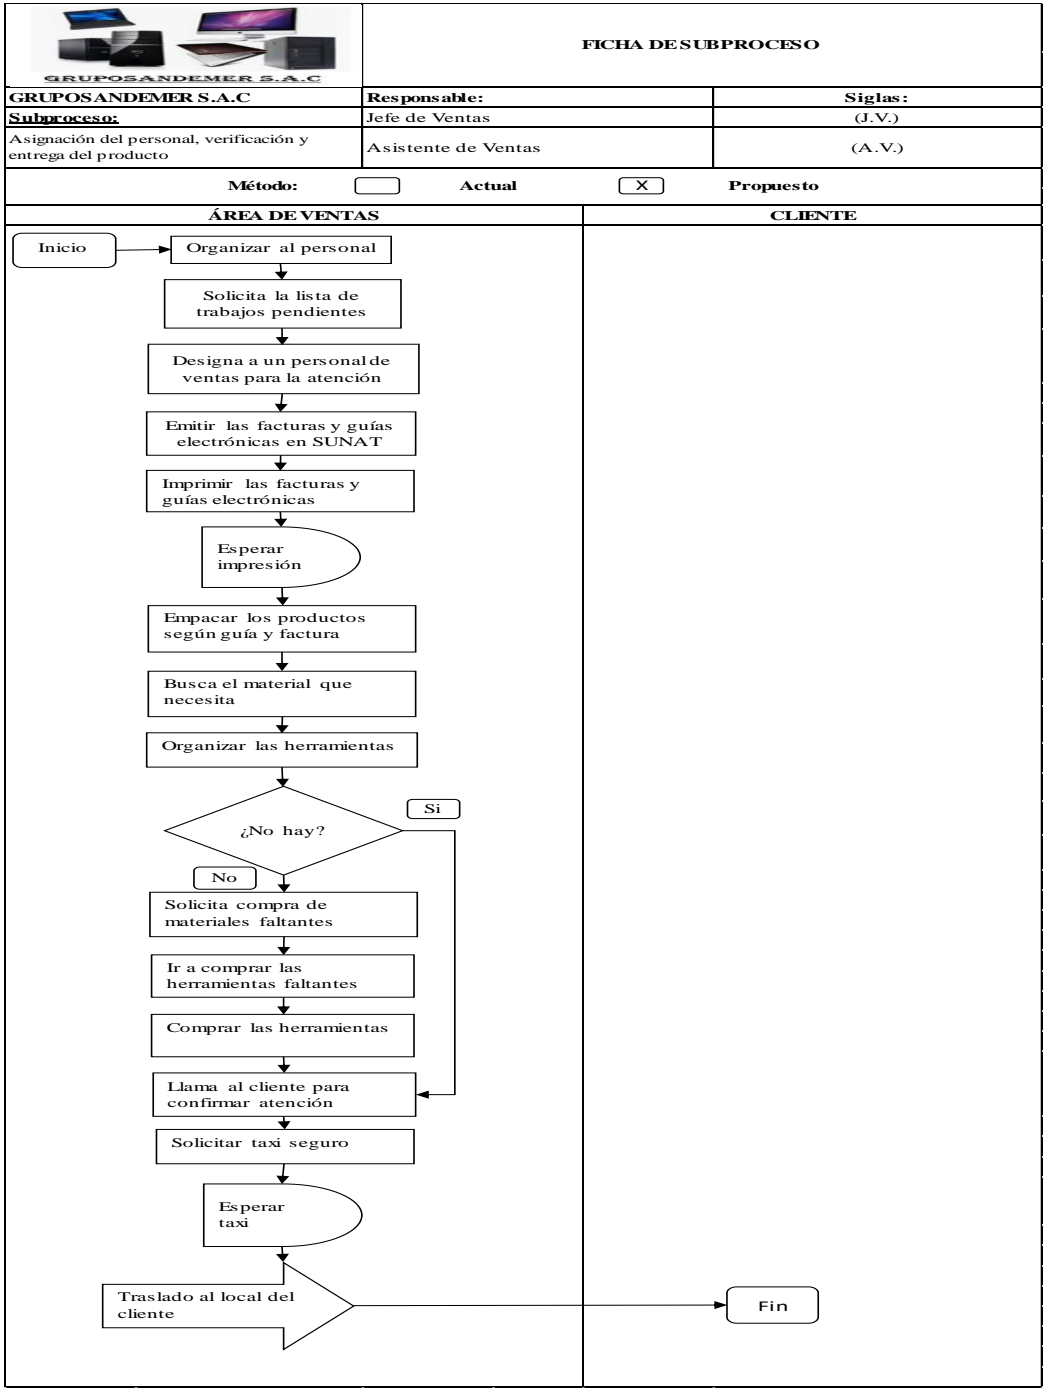 GRUPOSANDEMER S.A.C
FICHA DE SUBPROCESO
GRUPOSANDEMER S.A.C
Responsable:
Siglas:
Subproceso:
Jefe de Ventas
(J.V.)
Asignación del personal, verificación y
entrega del producto
Asistente de Ventas
(A.V.)
Método:
Actual
X
Propuesto
ÁREA DE VENTAS
CLIENTE
Inicio
Organizar al personal
Solicita la lista de
trabajos pendientes
Designa a un personal de
ventas para la atención
Emitir las facturas y guías
electrónicas en SUNAT
Imprimir las facturas y
guías electrónicas
Esperar
impresión
Empacar los productos
según guía y factura
Busca el material que
necesita
Organizar las herramientas
Si
¿No hay?
No
Solicita compra de
materiales faltantes
Ir a comprar las
herramientas faltantes
Comprar las herramientas
Llama al cliente para
confirmar atención
Solicitar taxi seguro
Esperar
taxi
Traslado al local del
cliente
Fin